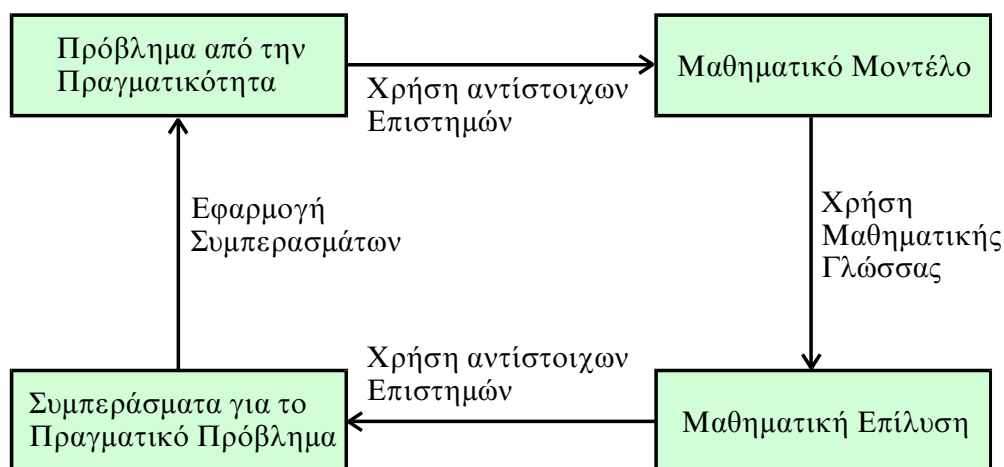 Πρόβλημα από την
Πραγματικότητα
Χρήση αντίστοιχων
Επιστημών
Μαθηματικό Μοντέλο
Εφαρμογή
Συμπερασμάτων
Χρήση
Μαθηματικής
Γλώσσας
Συμπεράσματα για το
Πραγματικό Πρόβλημα
Χρήση αντίστοιχων
Επιστημών
Μαθηματική Επίλυση